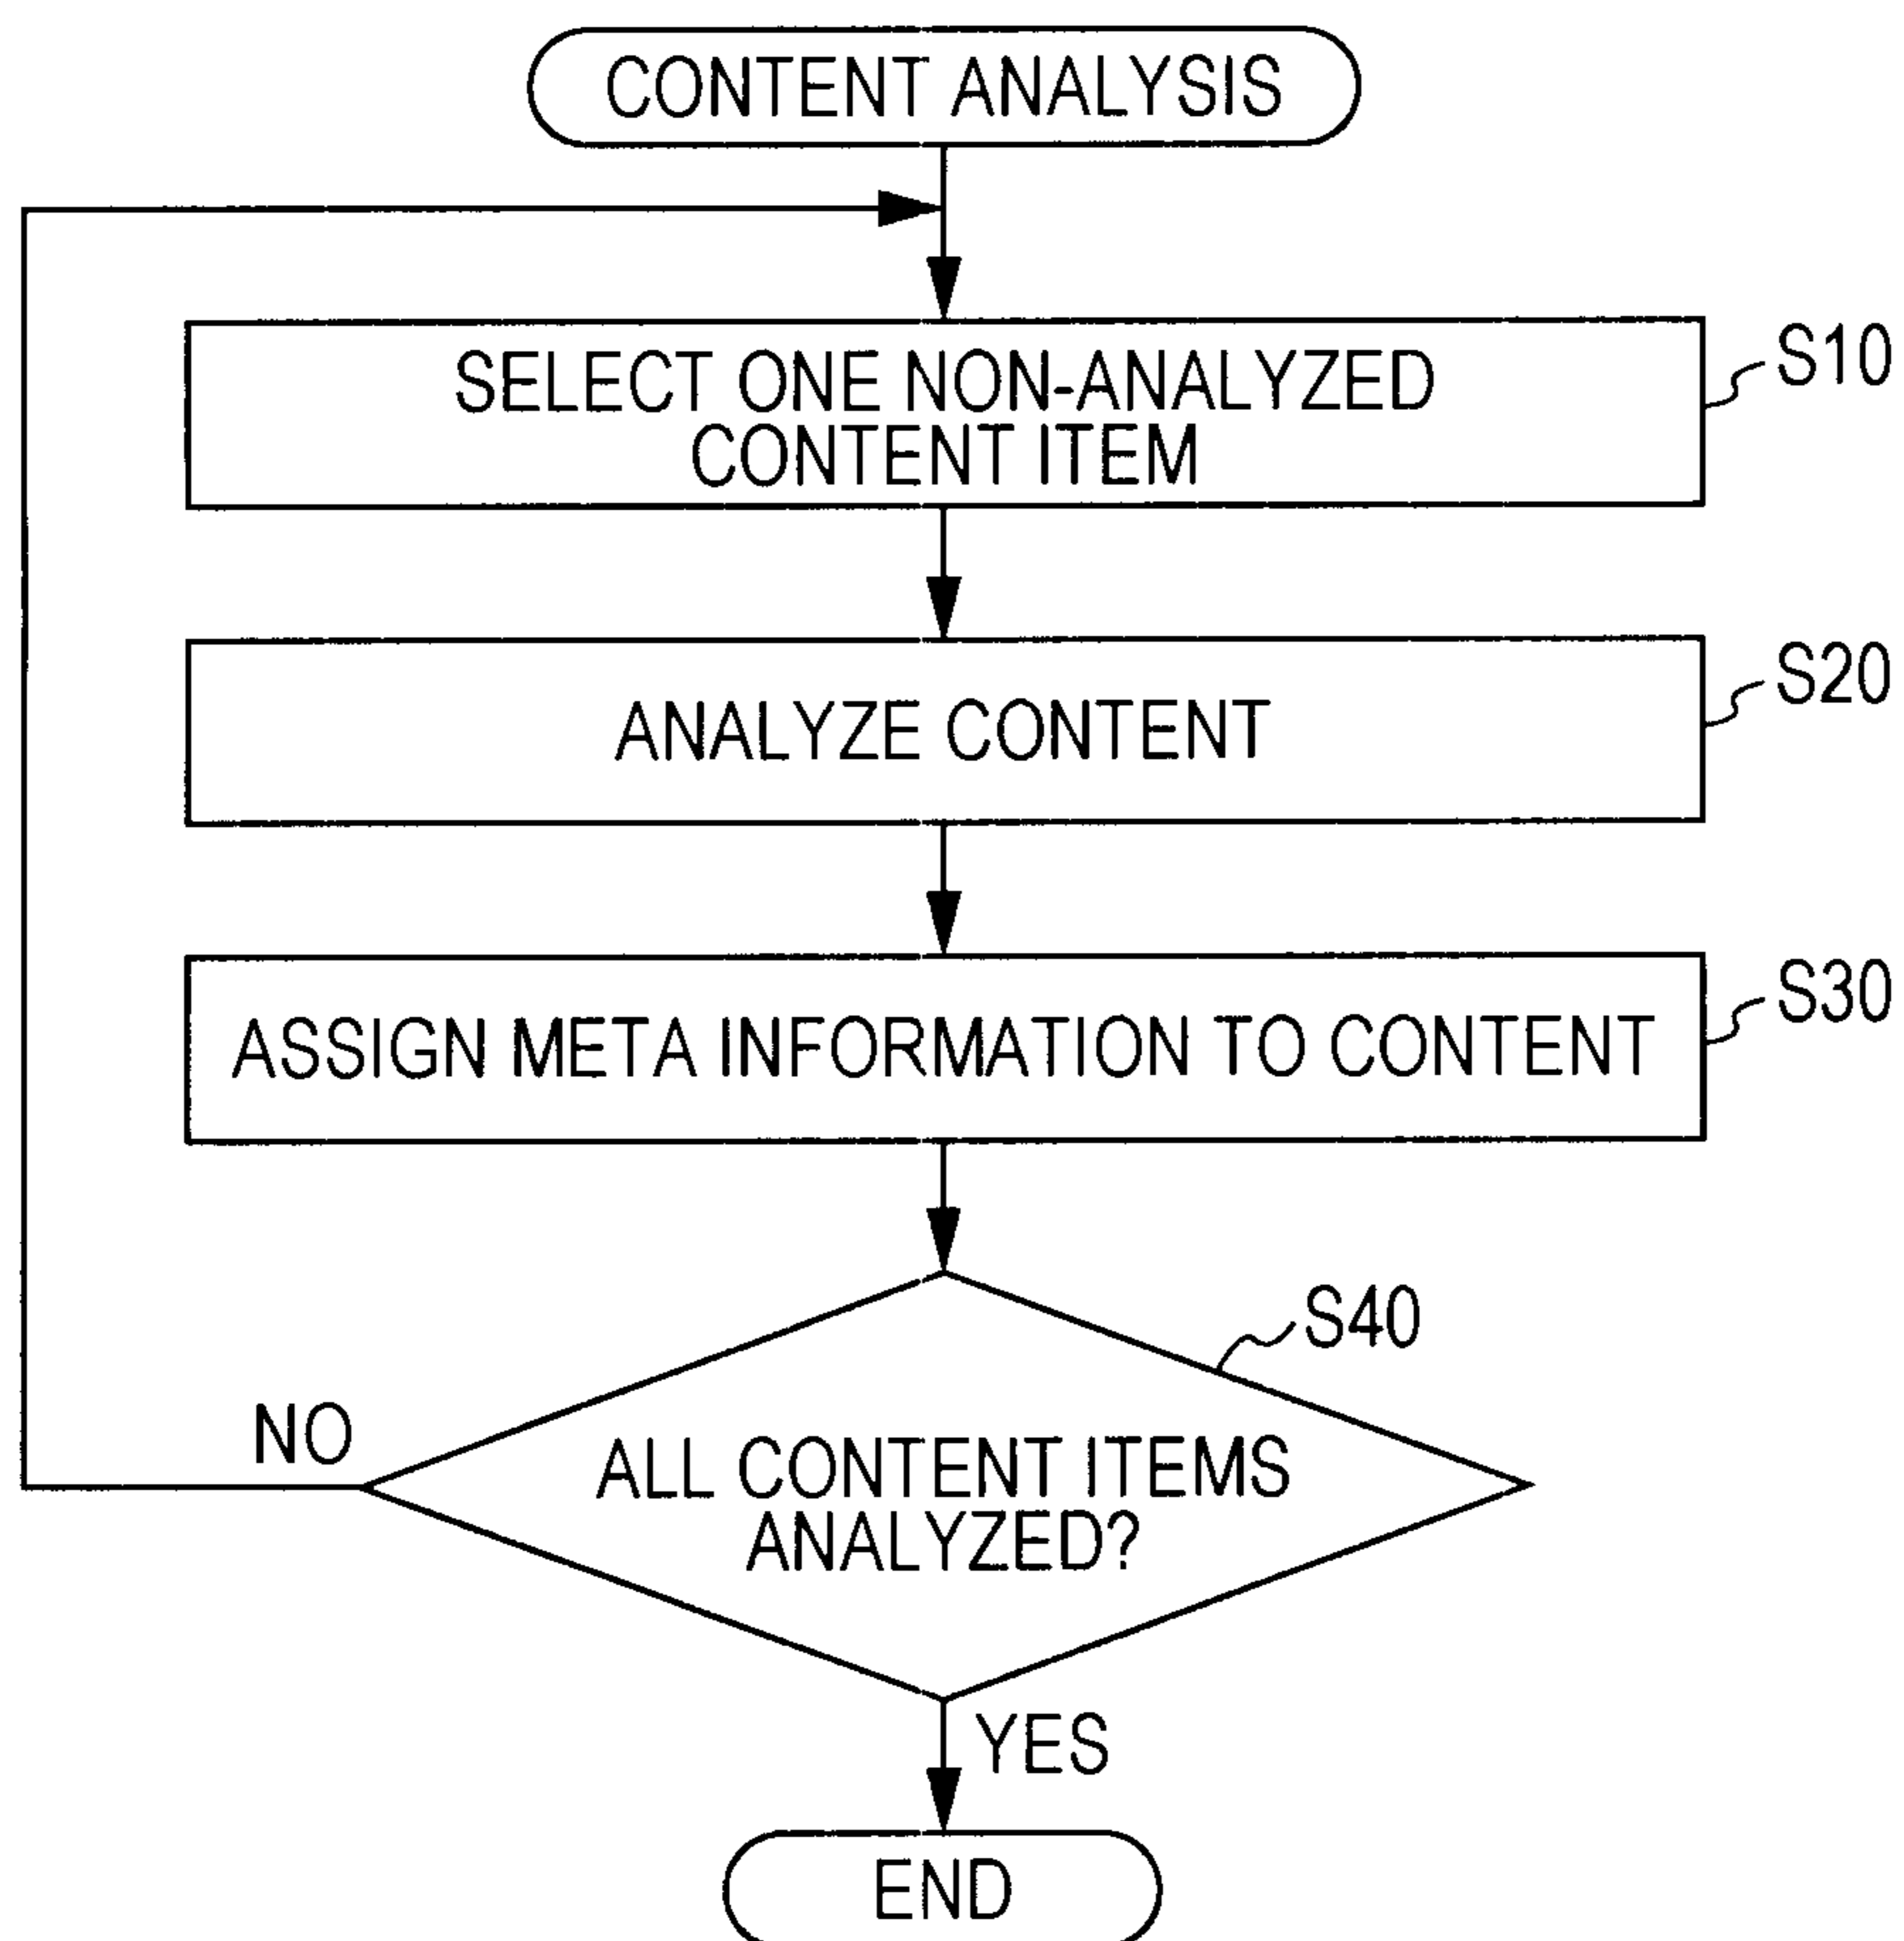 CONTENT ANALYSIS
SELECT ONE NON-ANALYZED
CONTENT ITEM
S10
ANALYZE CONTENT
S20
ASSIGN META INFORMATION TO CONTENT
S30
S40
ALL CONTENT ITEMS
ANALYZED?
NO
YES
END